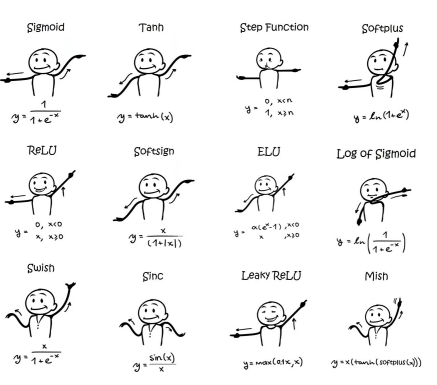 Sigmoid
Tanh
Step Function
Softplus
y = 1 / 1+e^-x
y = tanh(x)
y = 0, x<n
1, x≥n
y = ln(1+e^x)
ReLU
Softsign
ELU
Log of Sigmoid
y = 0, x<0
x, x≥0
y = x / (1+|x|)
y = α(e^x-1), x<0
x, x≥0
y = ln(1 / 1+e^-x)
Swish
Sinc
Leaky ReLU
Mish
y = x / 1+e^-x
y = sin(x) / x
y = max(0.1x, x)
y = x(tanh(softplus(x)))